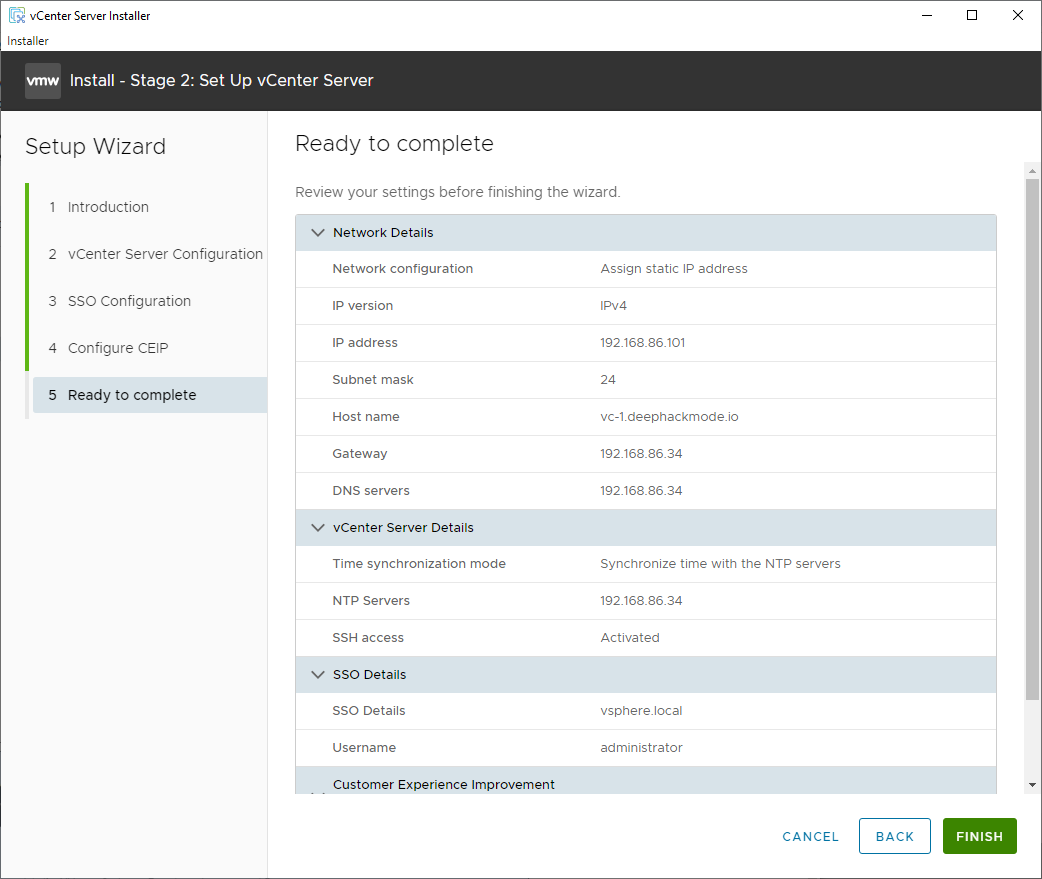 vCenter Server Installer
Installer
vmw Install - Stage 2: Set Up vCenter Server
Setup Wizard
1 Introduction
2 vCenter Server Configuration
3 SSO Configuration
4 Configure CEIP
5 Ready to complete
Ready to complete
Review your settings before finishing the wizard.
Network Details
Network configuration Assign static IP address
IP version IPv4
IP address 192.168.86.101
Subnet mask 24
Host name vc-1.deephackmode.io
Gateway 192.168.86.34
DNS servers 192.168.86.34
vCenter Server Details
Time synchronization mode Synchronize time with the NTP servers
NTP Servers 192.168.86.34
SSH access Activated
SSO Details
SSO Details vsphere.local
Username administrator
Customer Experience Improvement
CANCEL BACK FINISH